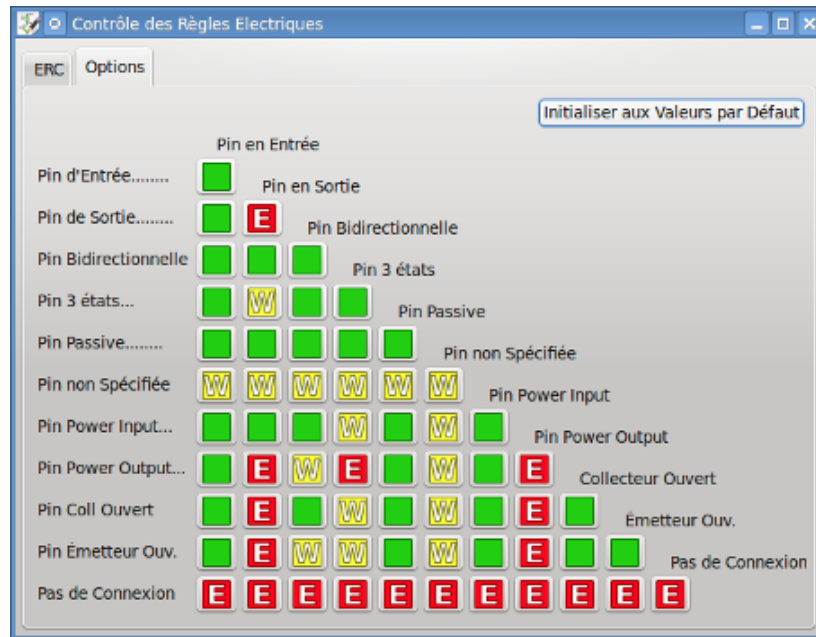 Contrôle des Règles Electriques
ERC Options
Initialiser aux Valeurs par Défaut
Pin en Entrée
Pin d'Entrée........
Pin en Sortie
Pin de Sortie........ E
Pin Bidirectionnelle
Pin Bidirectionnelle
Pin 3 états
Pin 3 états... W
Pin Passive
Pin Passive........
Pin non Spécifiée
Pin non Spécifiée W W W W W W
Pin Power Input
Pin Power Input... W W
Pin Power Output
Pin Power Output... E W E W E
Collecteur Ouvert
Pin Coll Ouvert E W W E
Émetteur Ouv.
Pin Émetteur Ouv. E W W W E
Pas de Connexion
Pas de Connexion E E E E E E E E E E E